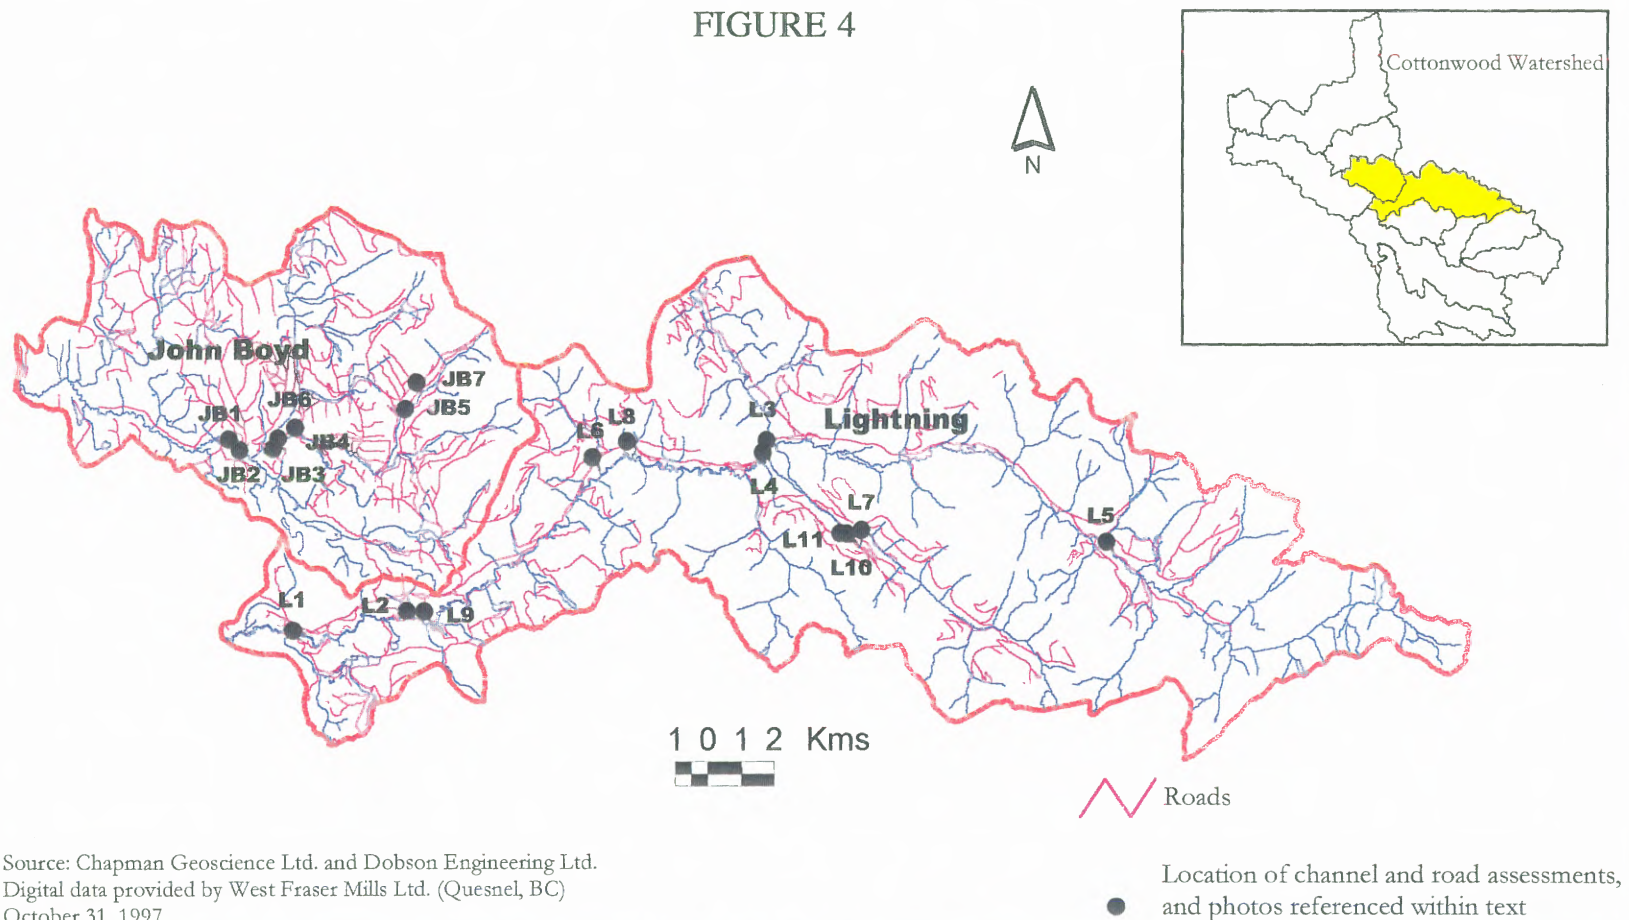 FIGURE 4
Cottonwood Watershed
N
John Boyd
JB7
JB6
JB5
JB1
JB4
JB2
JB3
L8
L6
L3
Lightning
L4
L7
L5
L11
L10
L1
L2
L9
1 0 1 2 Kms
Roads
Source: Chapman Geoscience Ltd. and Dobson Engineering Ltd.
Digital data provided by West Fraser Mills Ltd. (Quesnel, BC)
October 31, 1997
Location of channel and road assessments,
and photos referenced within text